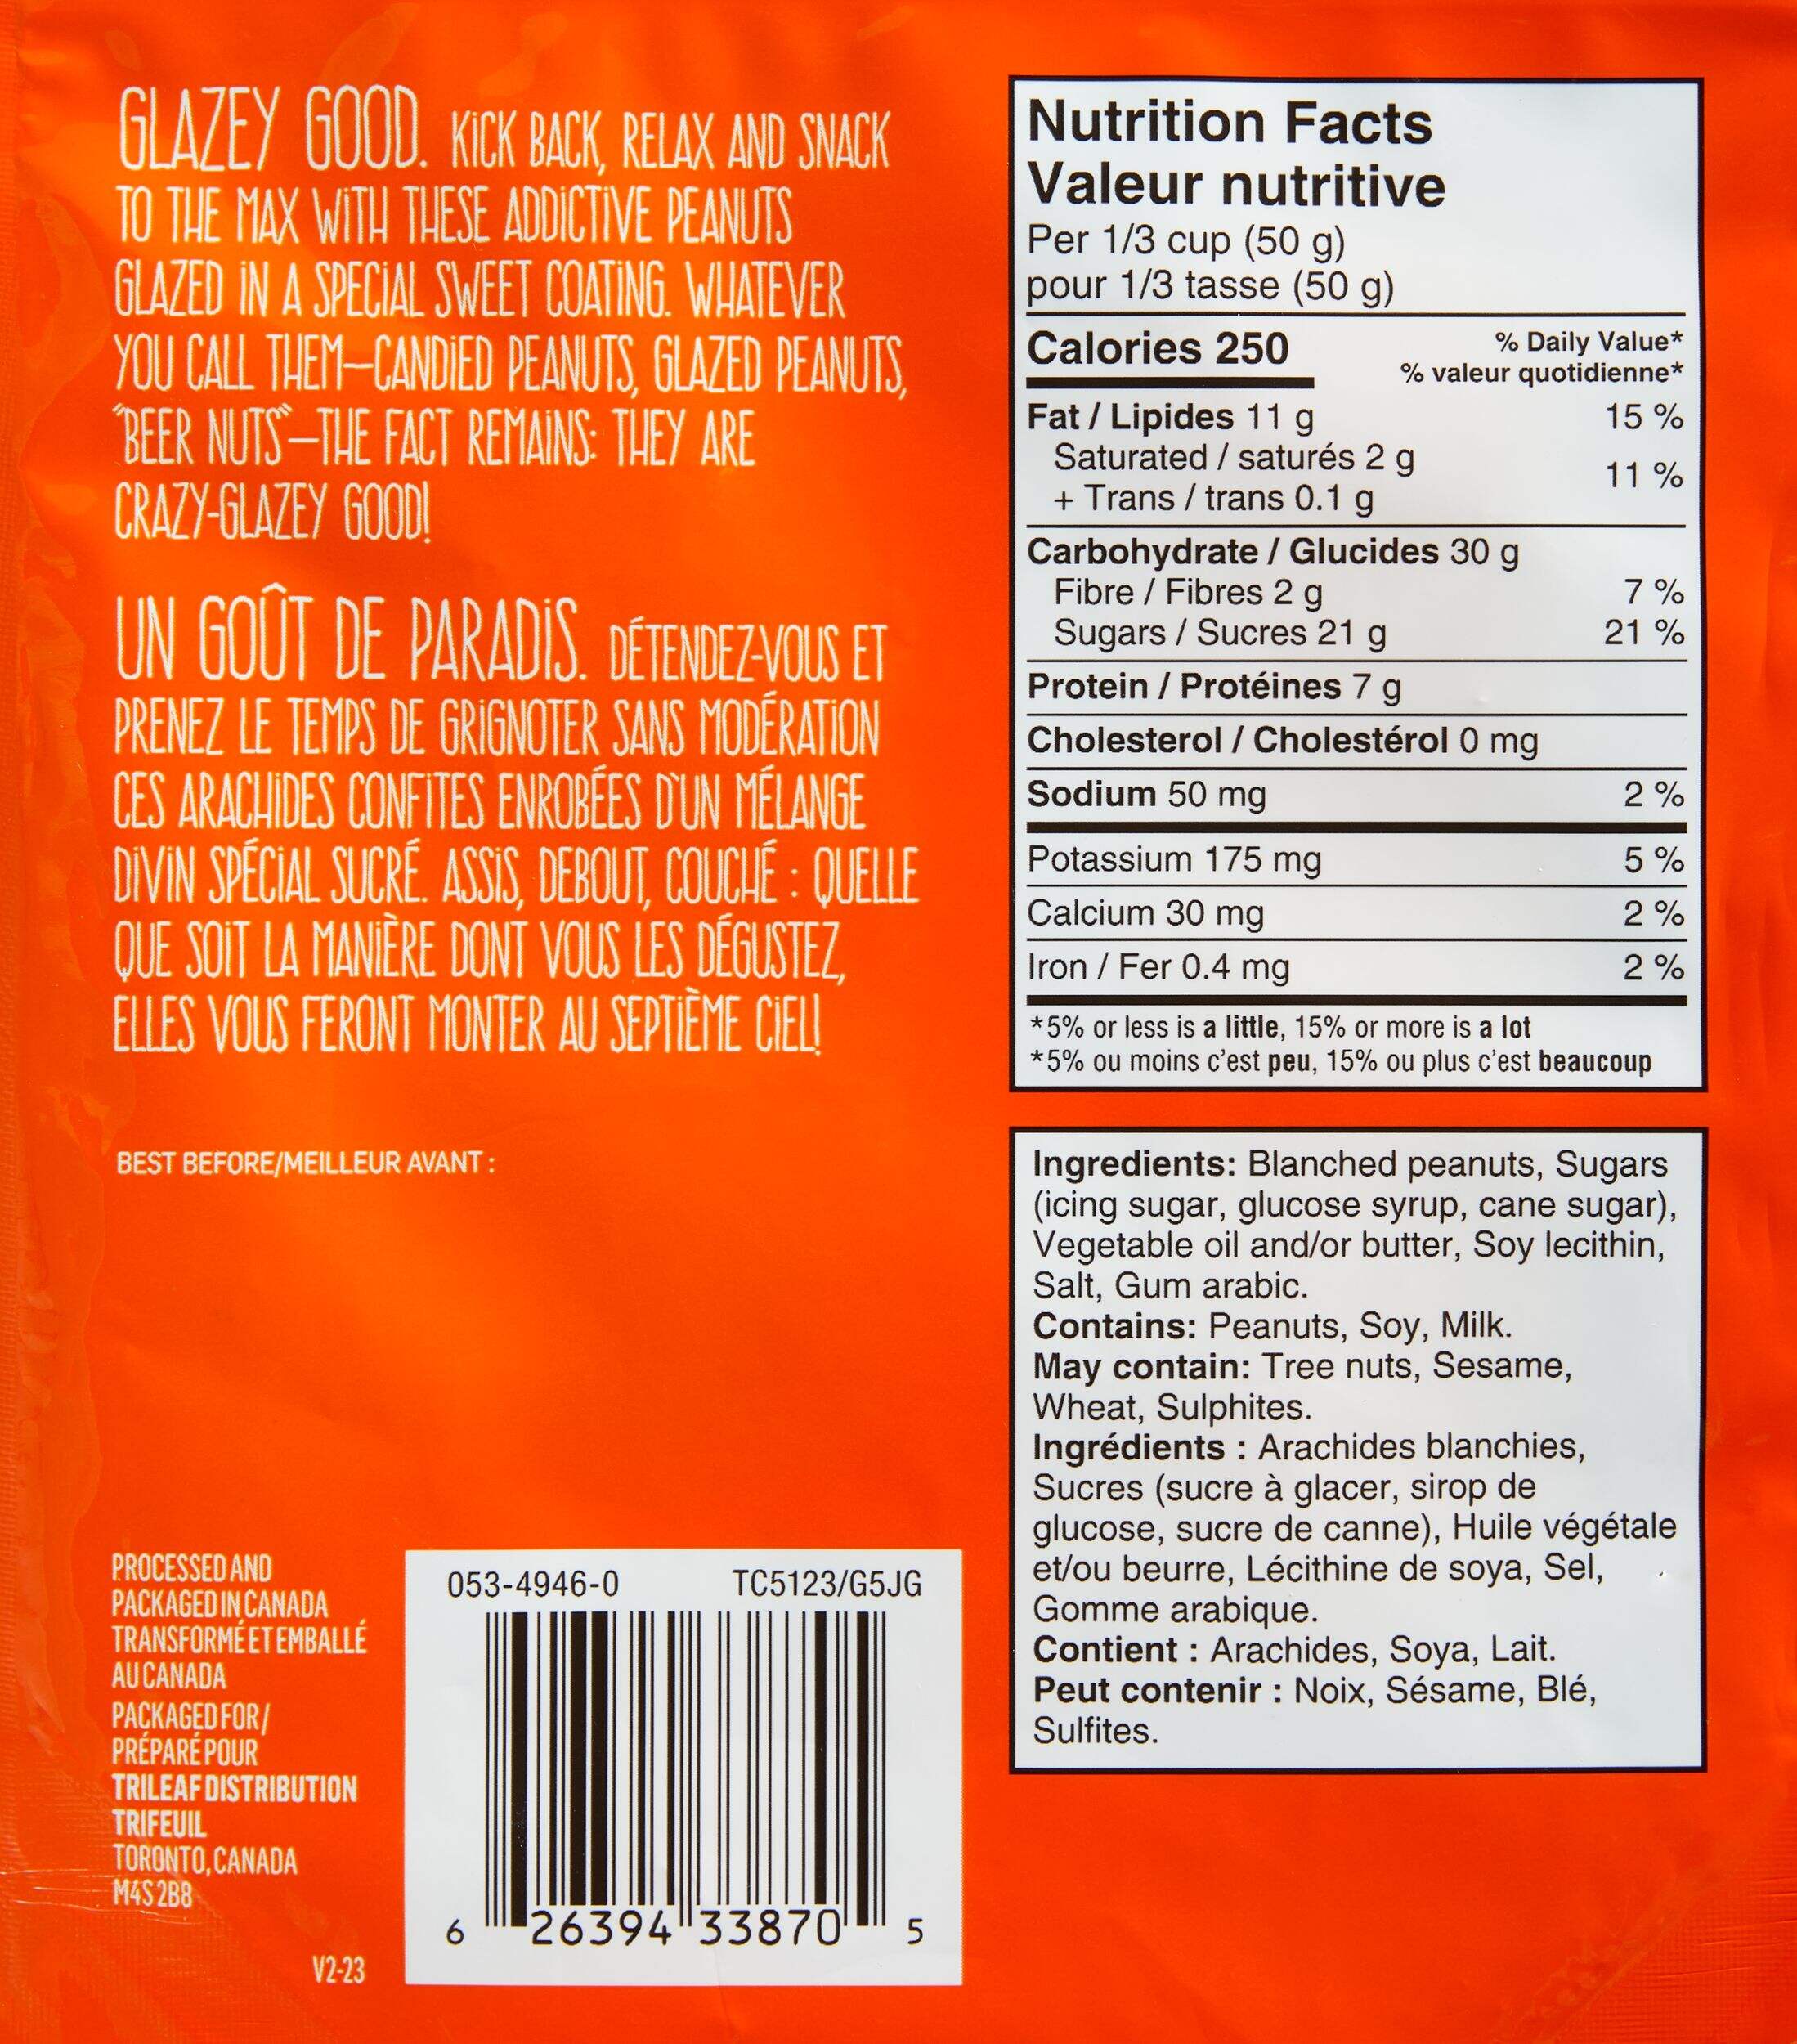 GLAZEY GOOD. KICK BACK, RELAX AND SNACK
TO THE MAX WITH THESE ADDICTIVE PEANUTS
GLAZED IN A SPECIAL SWEET COATING. WHATEVER
YOU CALL THEM—CANDIED PEANUTS, GLAZED PEANUTS,
"BEER NUTS"—THE FACT REMAINS: THEY ARE
CRAZY-GLAZEY GOOD!
UN GOÛT DE PARADIS. DÉTENDEZ-VOUS ET
PRENEZ LE TEMPS DE GRIGNOTER SANS MODÉRATION
CES ARACHIDES CONFITES ENROBÉES D'UN MÉLANGE
DIVIN SPÉCIAL SUCRÉ. ASSIS, DEBOUT, COUCHÉ : QUELLE
QUE SOIT LA MANIÈRE DONT VOUS LES DÉGUSTEZ,
ELLES VOUS FERONT MONTER AU SEPTIÈME CIEL!
BEST BEFORE/MEILLEUR AVANT :
PROCESSED AND
PACKAGED IN CANADA
TRANSFORMÉ ET EMBALLÉ
AU CANADA
PACKAGED FOR/
PRÉPARÉ POUR
TRILEAF DISTRIBUTION
TRIFEUIL
TORONTO, CANADA
M4S 2B8
V2-23
053-4946-0 TC5123/G5JG
6 26394 33870 5
Nutrition Facts
Valeur nutritive
Per 1/3 cup (50 g)
pour 1/3 tasse (50 g)
Calories 250 % Daily Value*
% valeur quotidienne*
Fat / Lipides 11 g 15 %
Saturated / saturés 2 g
+ Trans / trans 0.1 g 11 %
Carbohydrate / Glucides 30 g
Fibre / Fibres 2 g 7 %
Sugars / Sucres 21 g 21 %
Protein / Protéines 7 g
Cholesterol / Cholestérol 0 mg
Sodium 50 mg 2 %
Potassium 175 mg 5 %
Calcium 30 mg 2 %
Iron / Fer 0.4 mg 2 %
*5% or less is a little, 15% or more is a lot
*5% ou moins c'est peu, 15% ou plus c'est beaucoup
Ingredients: Blanched peanuts, Sugars
(icing sugar, glucose syrup, cane sugar),
Vegetable oil and/or butter, Soy lecithin,
Salt, Gum arabic.
Contains: Peanuts, Soy, Milk.
May contain: Tree nuts, Sesame,
Wheat, Sulphites.
Ingrédients : Arachides blanchies,
Sucres (sucre à glacer, sirop de
glucose, sucre de canne), Huile végétale
et/ou beurre, Lécithine de soya, Sel,
Gomme arabique.
Contient : Arachides, Soya, Lait.
Peut contenir : Noix, Sésame, Blé,
Sulfites.